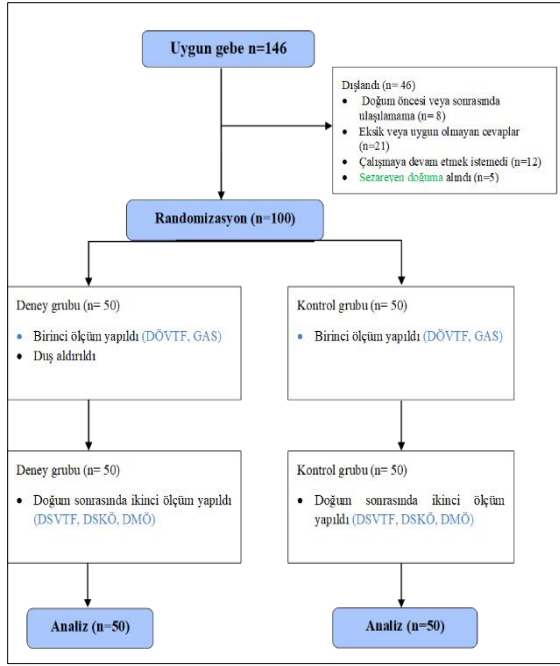 Uygun gebe n=146
Dışlandı (n= 46)
• Doğum öncesi veya sonrasında
ulaşılamama (n= 8)
• Eksik veya uygun olmayan cevaplar
(n=21)
• Çalışmaya devam etmek istemedi (n=12)
• Sezareyen doğuma alındı (n=5)
Randomizasyon (n=100)
Deney grubu (n= 50)
• Birinci ölçüm yapıldı (DÖVTF, GAS)
• Duş aldırıldı
Kontrol grubu (n= 50)
• Birinci ölçüm yapıldı (DÖVTF, GAS)
Deney grubu (n= 50)
• Doğum sonrasında ikinci ölçüm yapıldı
(DSVTF, DSKÖ, DMÖ)
Kontrol grubu (n= 50)
• Doğum sonrasında ikinci ölçüm
yapıldı (DSVTF, DSKÖ, DMÖ)
Analiz (n=50)
Analiz (n=50)